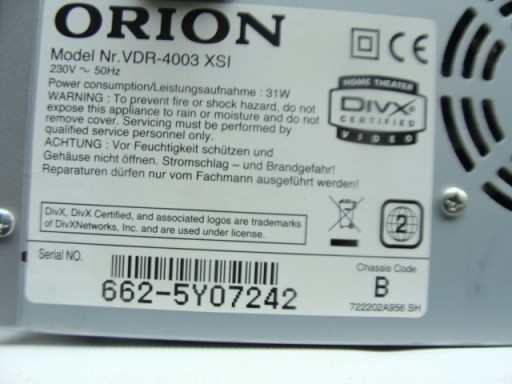 ORION
Model Nr.VDR-4003 XSI
230V ~ 50Hz
Power consumption/Leistungsaufnahme : 31W
WARNING : To prevent fire or shock hazard, do not
expose this appliance to rain or moisture and do not
remove cover. Servicing must be performed by
qualified service personnel only.
ACHTUNG : Vor Feuchtigkeit schützen und
Gehäuse nicht öffnen. Stromschlag ~ und Brandgefahr!
Reparaturen dürfen nur vom Fachmann ausgeführt werden!
CE
HOME THEATER
DIVX
CERTIFIED
VIDEO
DivX, DivX Certified, and associated logos are trademarks
of DivXNetworks, Inc. and are used under license.
2
Serial NO.
662-5Y07242
Chassis Code
B
722202A956 SH